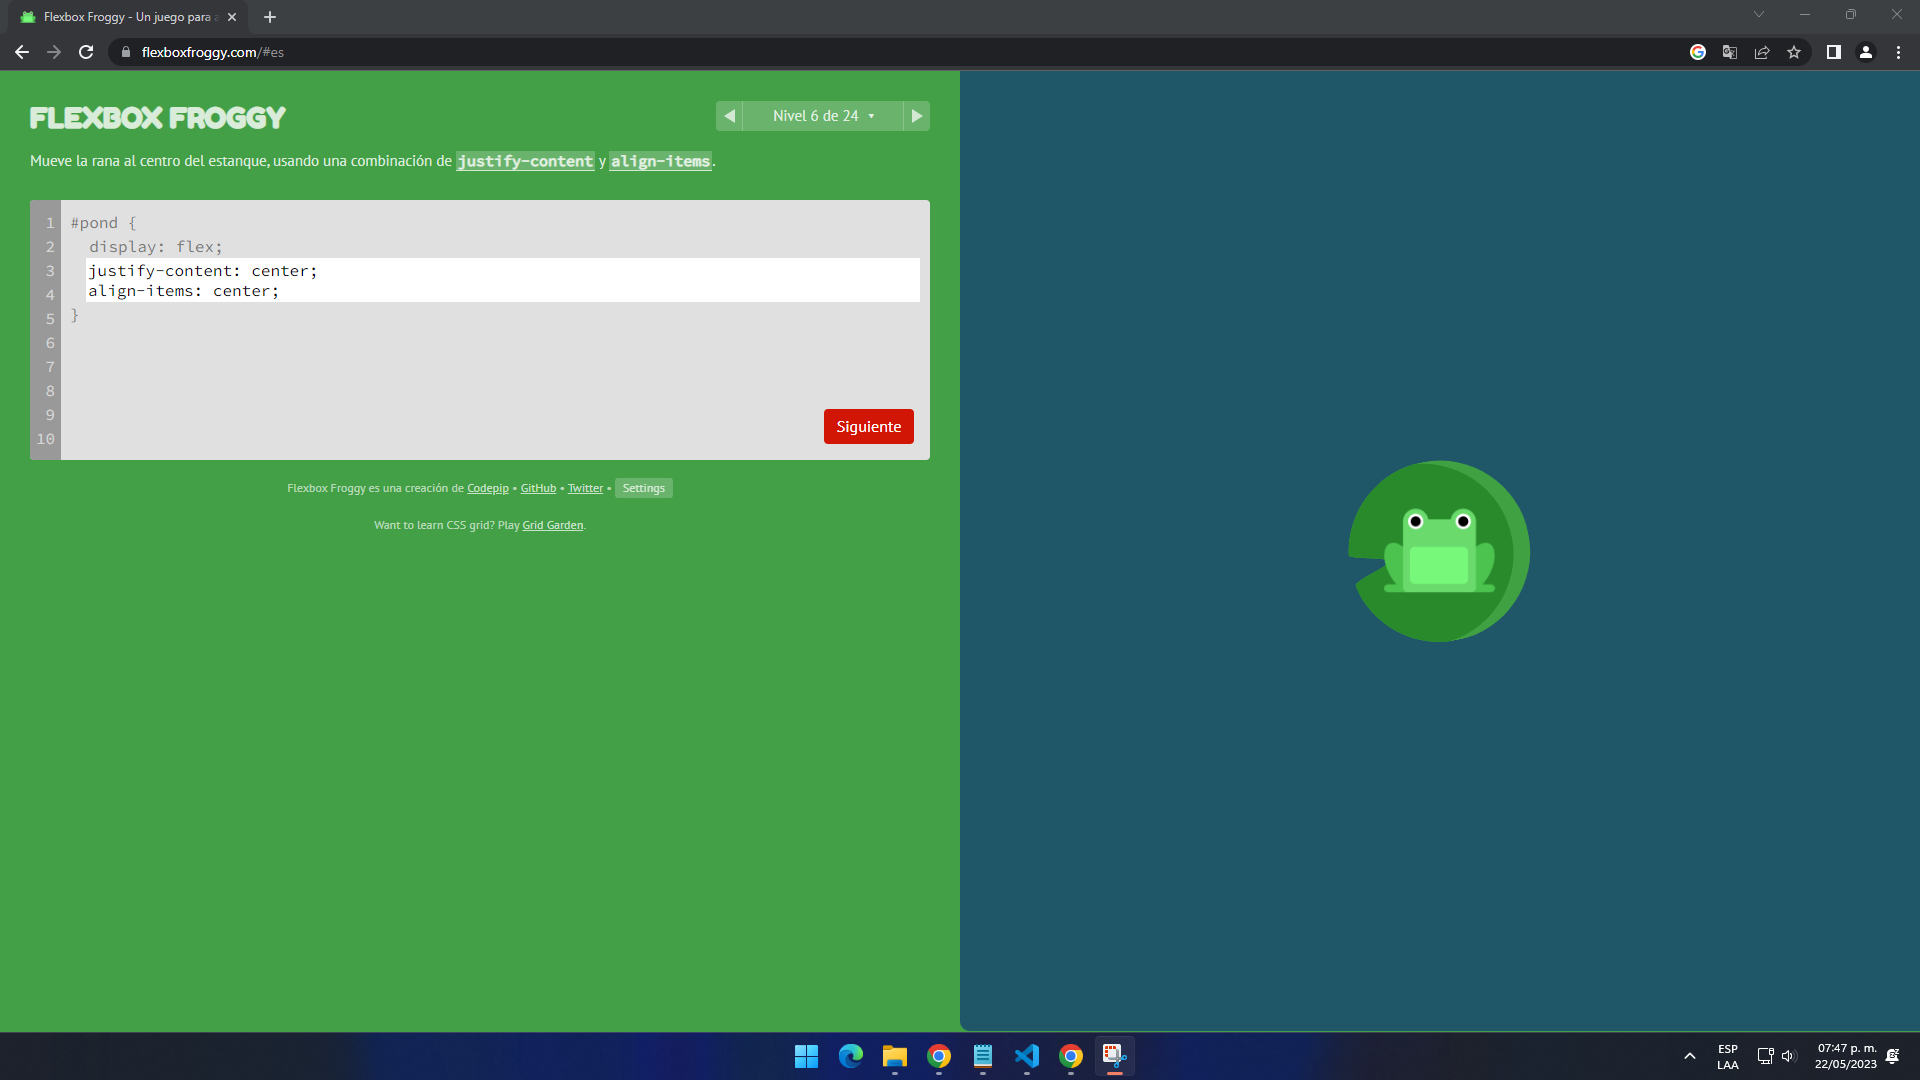 Flexbox Froggy - Un juego para a
flexboxfroggy.com/#es
FLEXBOX FROGGY
Nivel 6 de 24 ▼
Mueve la rana al centro del estanque, usando una combinación de justify-content y align-items.
1 #pond {
2 display: flex;
3 justify-content: center;
4 align-items: center;
5 }
6
7
8
9
10
Siguiente
Flexbox Froggy es una creación de Codepip • GitHub • Twitter • Settings
Want to learn CSS grid? Play Grid Garden.
ESP
LAA
07:47 p. m.
22/05/2023